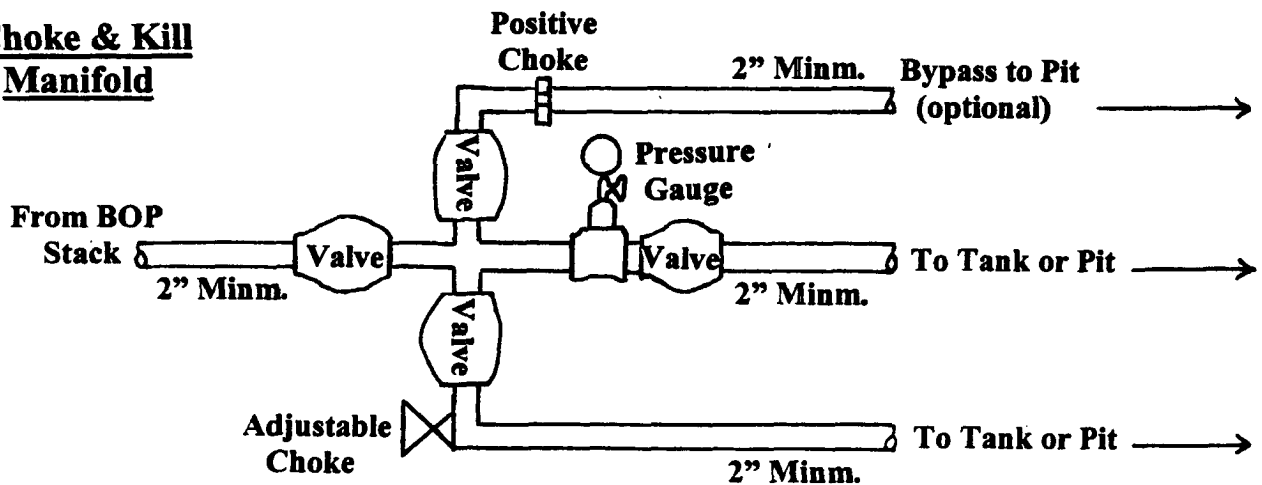 hoke & Kill
Manifold
Positive
Choke
2" Minm.
Bypass to Pit
(optional)
Valve
Pressure
Gauge
From BOP
Stack
2" Minm.
Valve
Valve
2" Minm.
To Tank or Pit
Valve
Adjustable
Choke
2" Minm.
To Tank or Pit